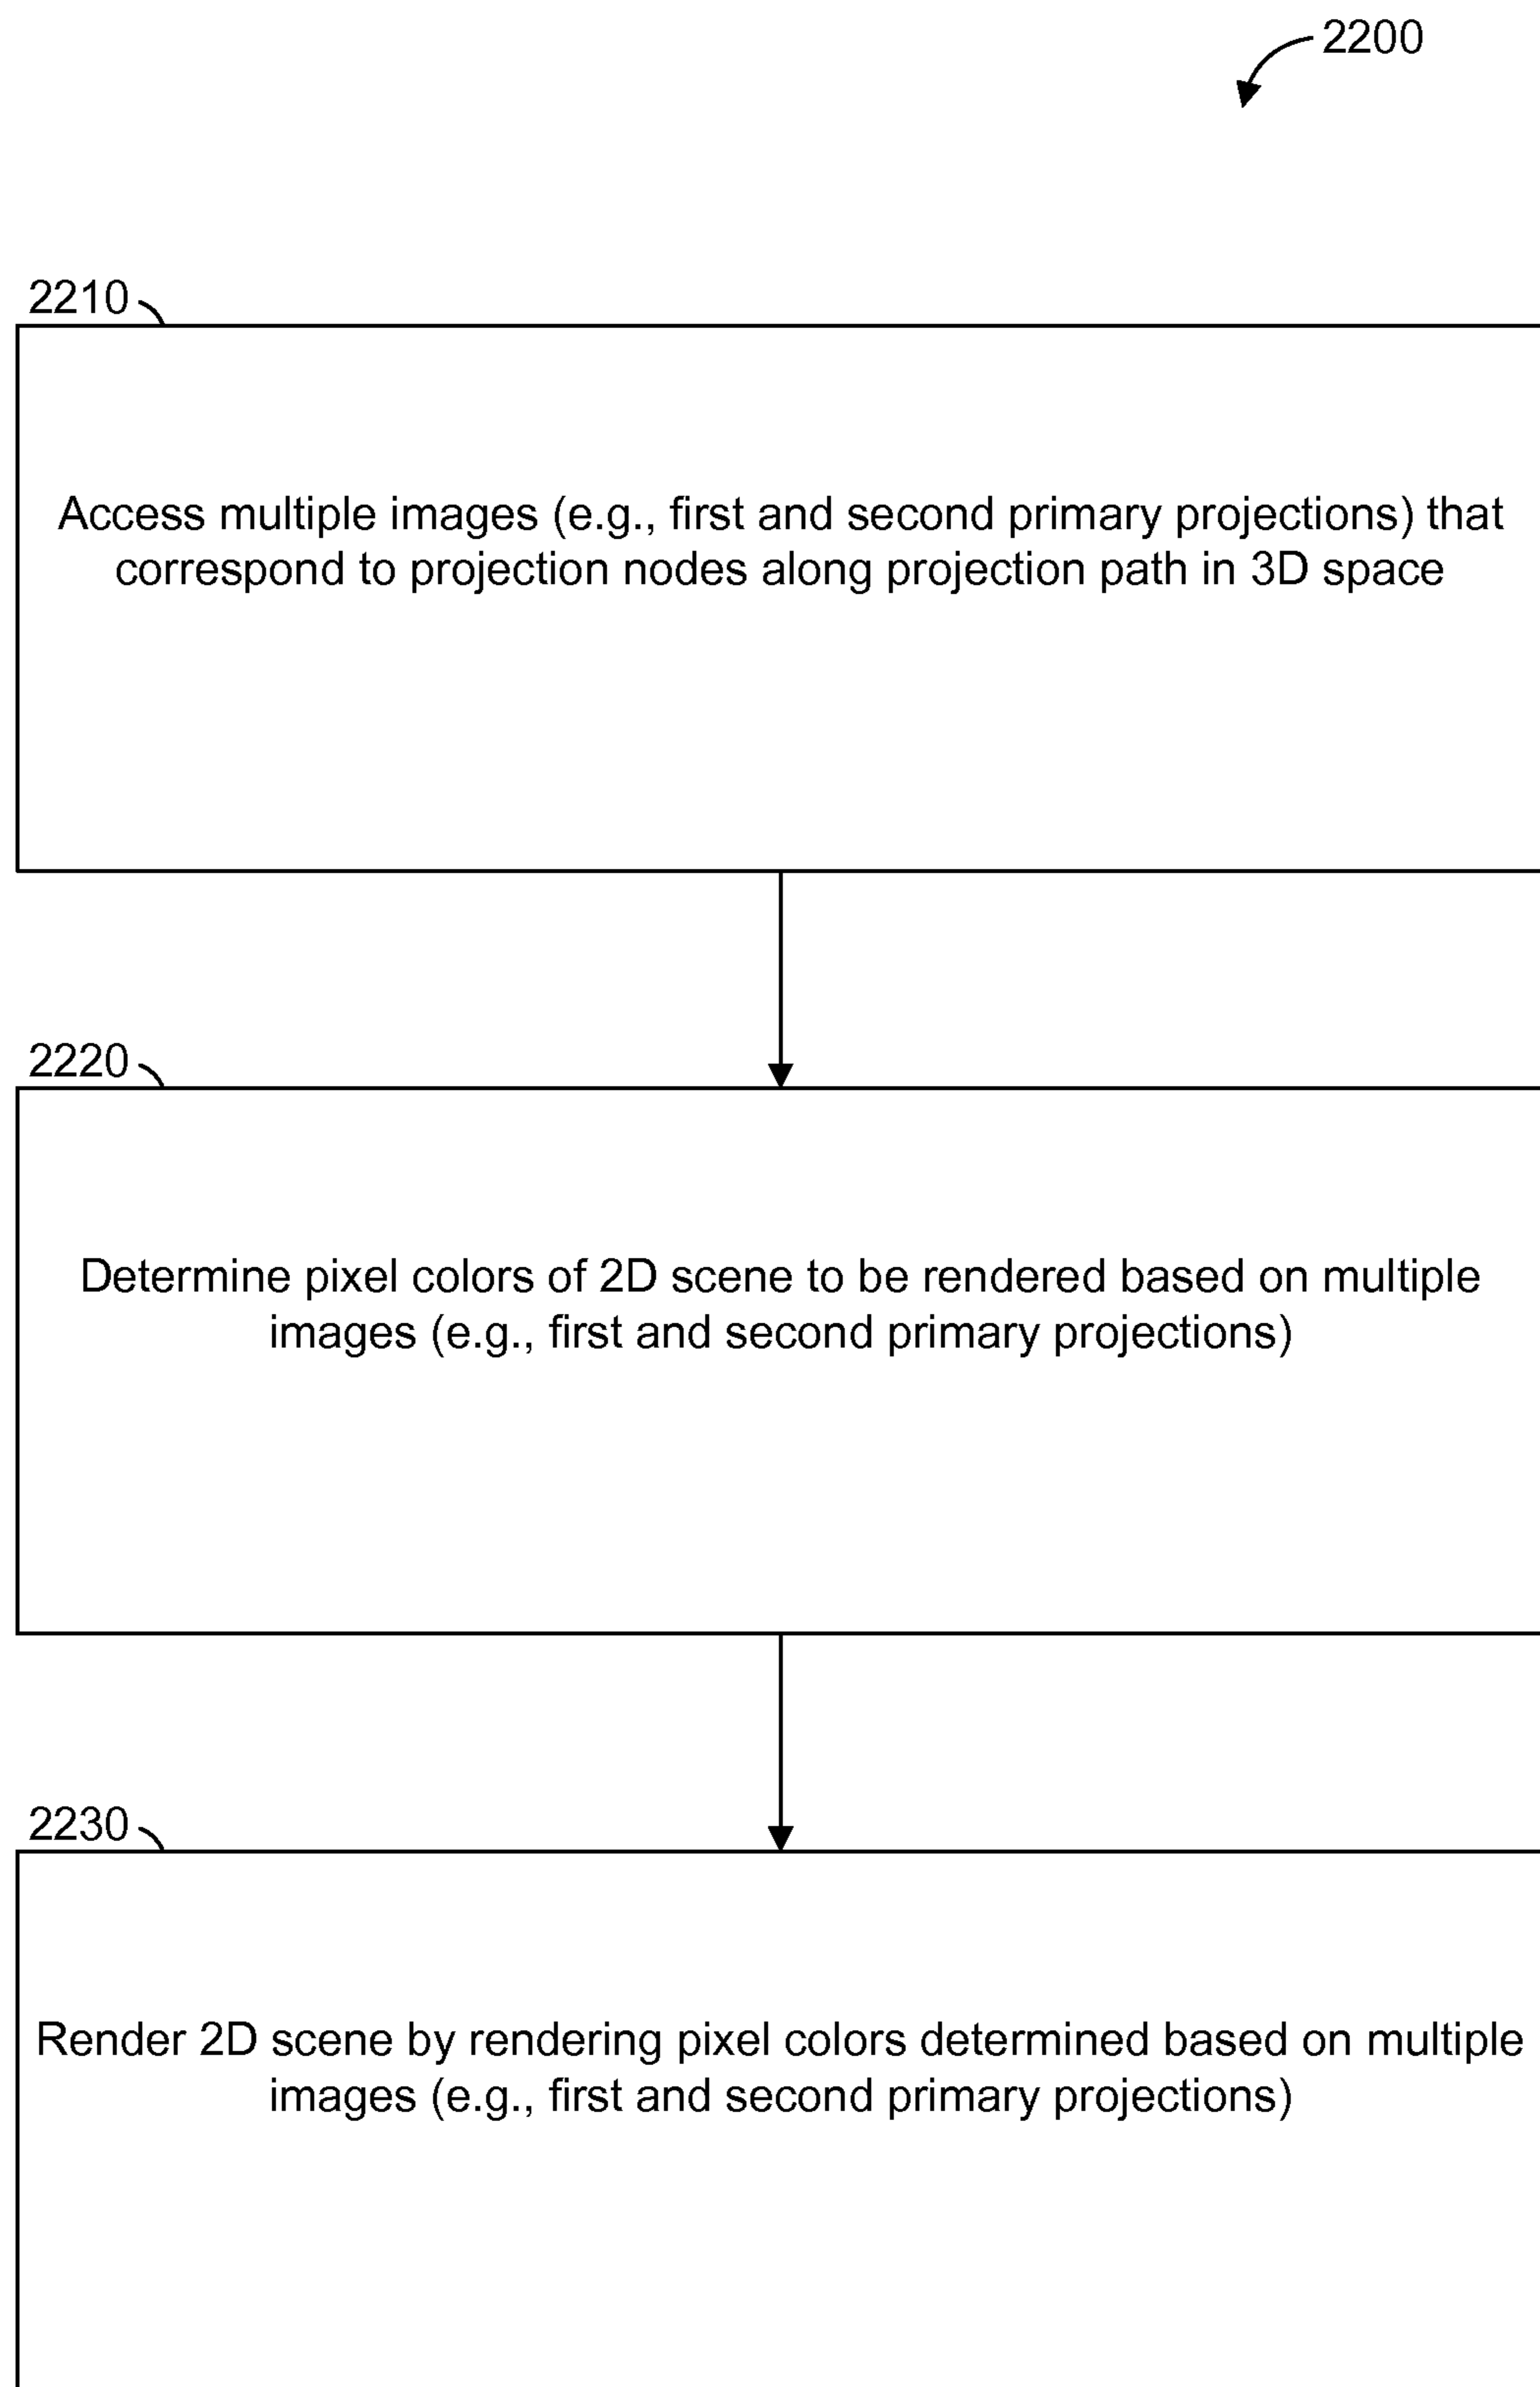 2200
2210
Access multiple images (e.g., first and second primary projections) that
correspond to projection nodes along projection path in 3D space
2220
Determine pixel colors of 2D scene to be rendered based on multiple
images (e.g., first and second primary projections)
2230
Render 2D scene by rendering pixel colors determined based on multiple
images (e.g., first and second primary projections)